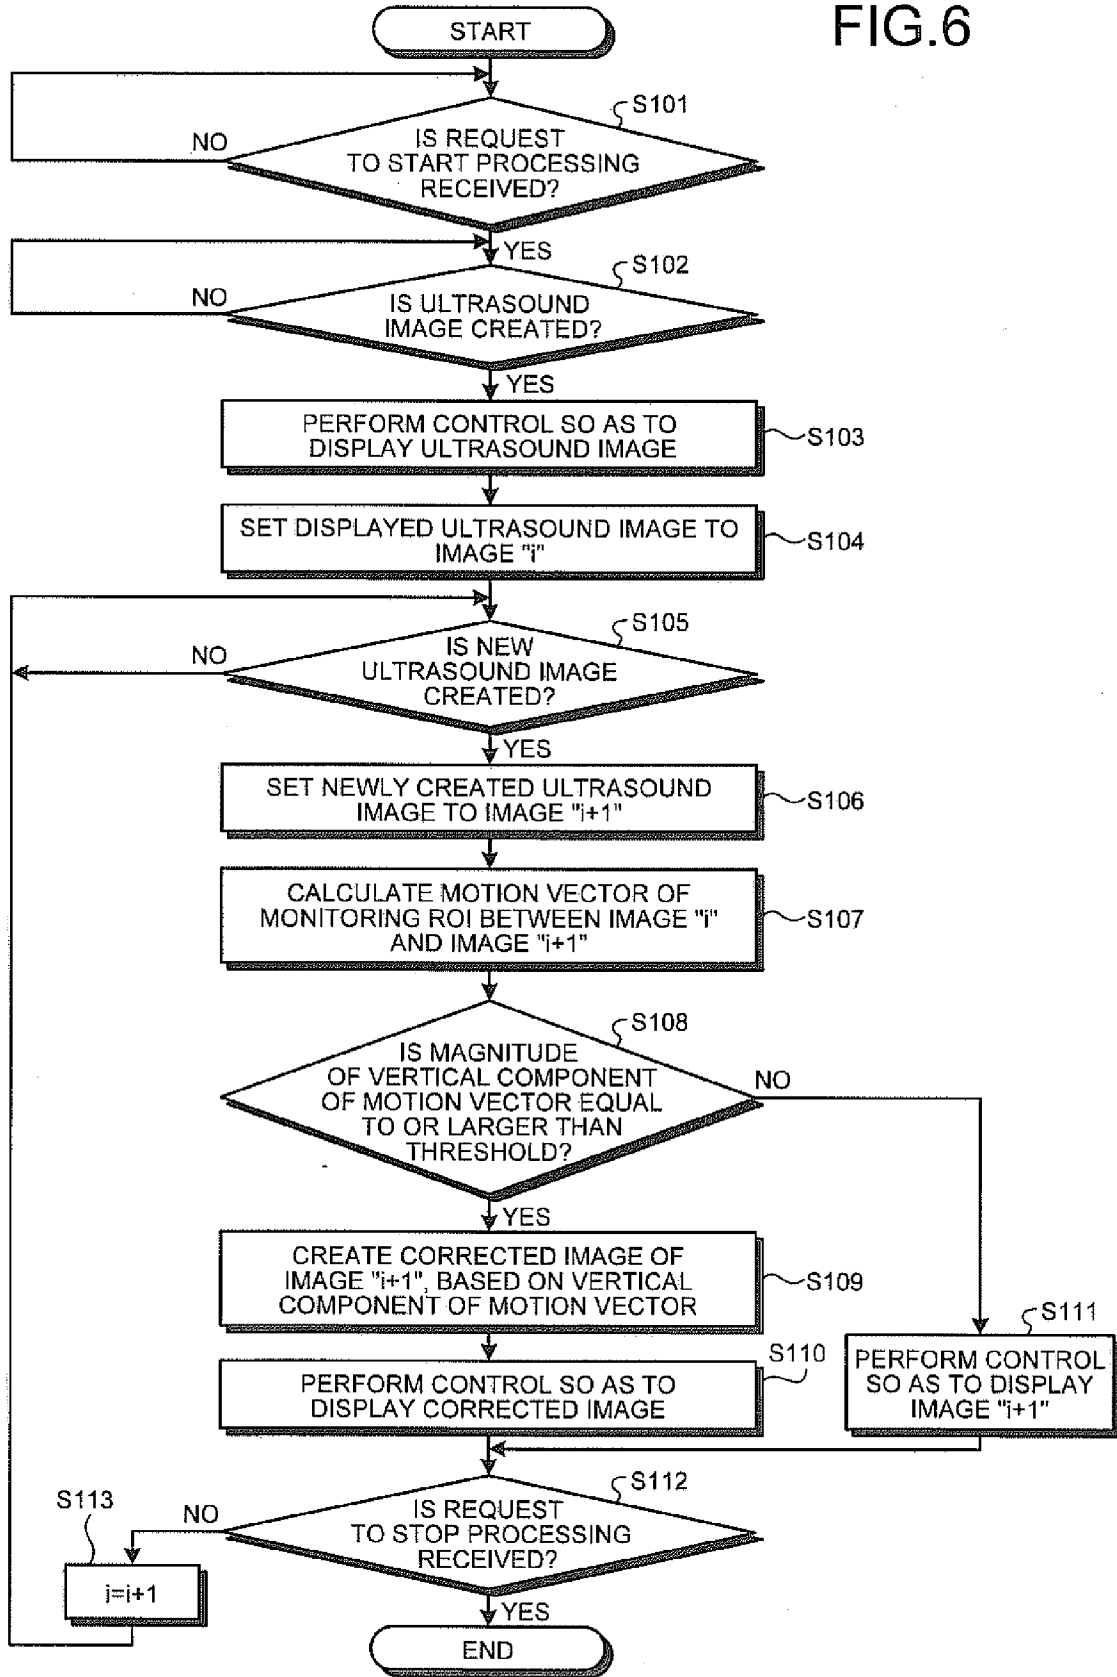 FIG.6
START
S101
IS REQUEST
TO START PROCESSING
RECEIVED?
NO
YES
S102
IS ULTRASOUND
IMAGE CREATED?
NO
YES
PERFORM CONTROL SO AS TO
DISPLAY ULTRASOUND IMAGE
S103
SET DISPLAYED ULTRASOUND IMAGE TO
IMAGE "i"
S104
S105
IS NEW
ULTRASOUND IMAGE
CREATED?
NO
YES
SET NEWLY CREATED ULTRASOUND
IMAGE TO IMAGE "i+1"
S106
CALCULATE MOTION VECTOR OF
MONITORING ROI BETWEEN IMAGE "i"
AND IMAGE "i+1"
S107
S108
IS MAGNITUDE
OF VERTICAL COMPONENT
OF MOTION VECTOR EQUAL
TO OR LARGER THAN
THRESHOLD?
NO
YES
CREATE CORRECTED IMAGE OF
IMAGE "i+1", BASED ON VERTICAL
COMPONENT OF MOTION VECTOR
S109
S110
PERFORM CONTROL SO AS TO
DISPLAY CORRECTED IMAGE
S111
PERFORM CONTROL
SO AS TO DISPLAY
IMAGE "i+1"
S112
IS REQUEST
TO STOP PROCESSING
RECEIVED?
NO
S113
i=i+1
YES
END